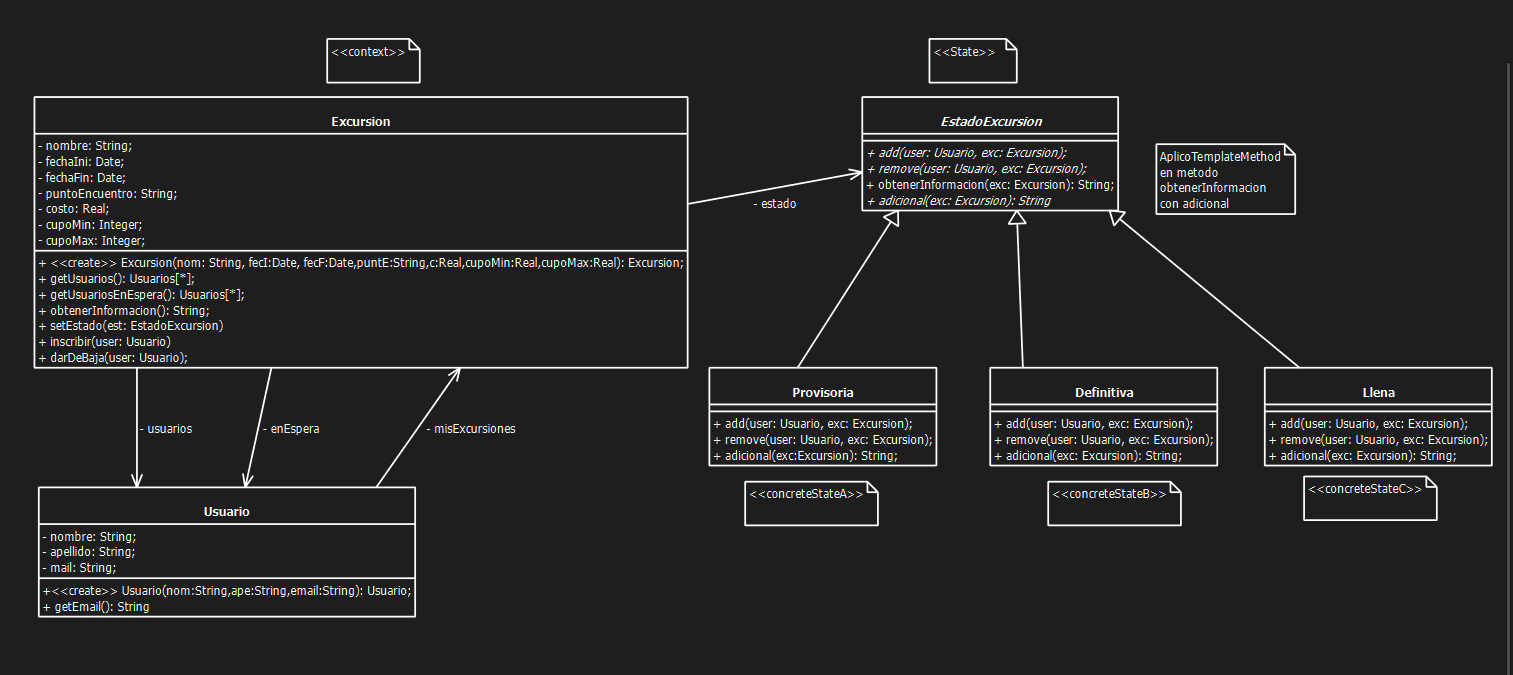 <<context>>
<<State>>
Excursion
- nombre: String;
- fechaIni: Date;
- fechaFin: Date;
- puntoEncuentro: String;
- costo: Real;
- cupoMin: Integer;
- cupoMax: Integer;
+ <<create>> Excursion(nom: String, fecI:Date, fecF:Date,puntE:String,c:Real,cupoMin:Real,cupoMax:Real): Excursion;
+ getUsuarios(): Usuarios[*];
+ getUsuariosEnEspera(): Usuarios[*];
+ obtenerInformacion(): String;
+ setEstado(est: EstadoExcursion)
+ inscribir(user: Usuario)
+ darDeBaja(user: Usuario);
- estado
EstadoExcursion
+ add(user: Usuario, exc: Excursion);
+ remove(user: Usuario, exc: Excursion);
+ obtenerInformacion(exc: Excursion): String;
+ adicional(exc: Excursion): String
AplicoTemplateMethod
en metodo
obtenerInformacion
con adicional
Provisoria
+ add(user: Usuario, exc: Excursion);
+ remove(user: Usuario, exc: Excursion);
+ adicional(exc:Excursion): String;
Definitiva
+ add(user: Usuario, exc: Excursion);
+ remove(user: Usuario, exc: Excursion);
+ adicional(exc: Excursion): String;
Llena
+ add(user: Usuario, exc: Excursion);
+ remove(user: Usuario, exc: Excursion);
+ adicional(exc: Excursion): String;
- usuarios
- enEspera
- misExcursiones
<<concreteStateA>>
<<concreteStateB>>
<<concreteStateC>>
Usuario
- nombre: String;
- apellido: String;
- mail: String;
+<<create>> Usuario(nom:String,ape:String,email:String): Usuario;
+ getEmail(): String